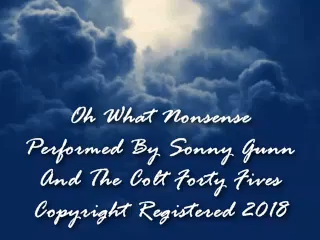 Oh What Nonsense
Performed By Sonny Gunn
And The Colt Forty Fives
Copyright Registered 2018